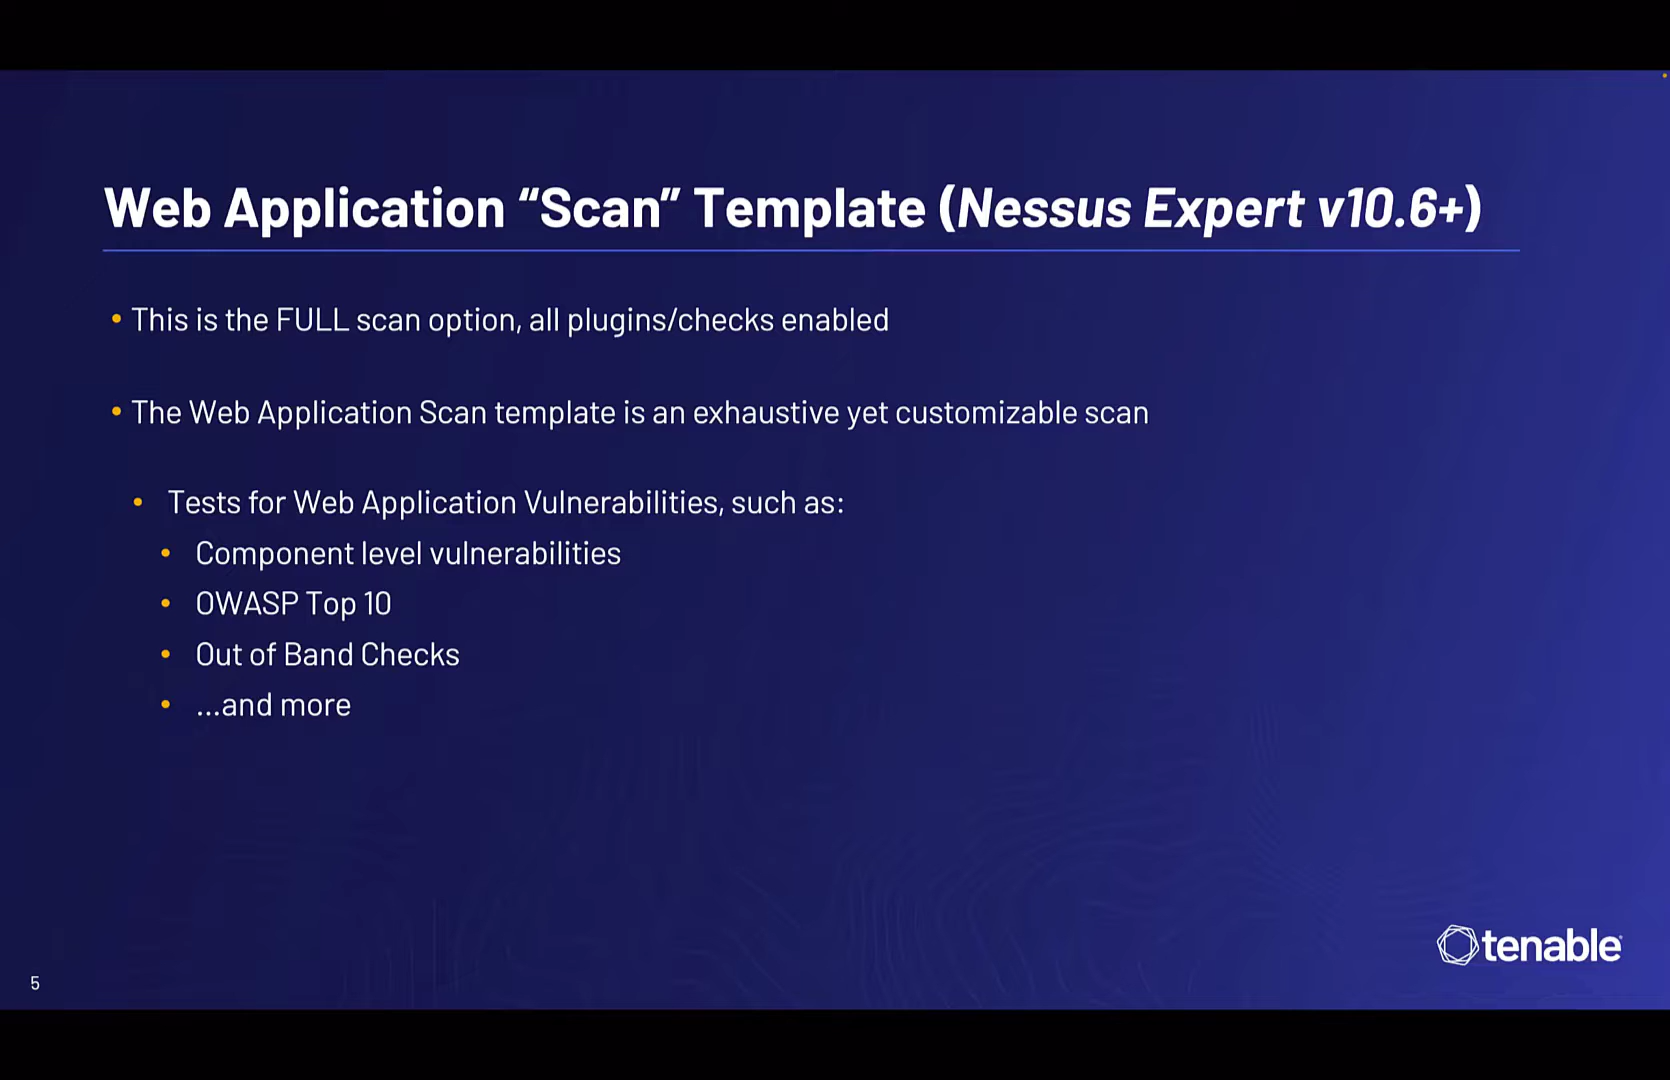 Web Application “Scan” Template (Nessus Expert v10.6+)
• This is the FULL scan option, all plugins/checks enabled
• The Web Application Scan template is an exhaustive yet customizable scan
• Tests for Web Application Vulnerabilities, such as:
• Component level vulnerabilities
• OWASP Top 10
• Out of Band Checks
• ...and more
tenable
5